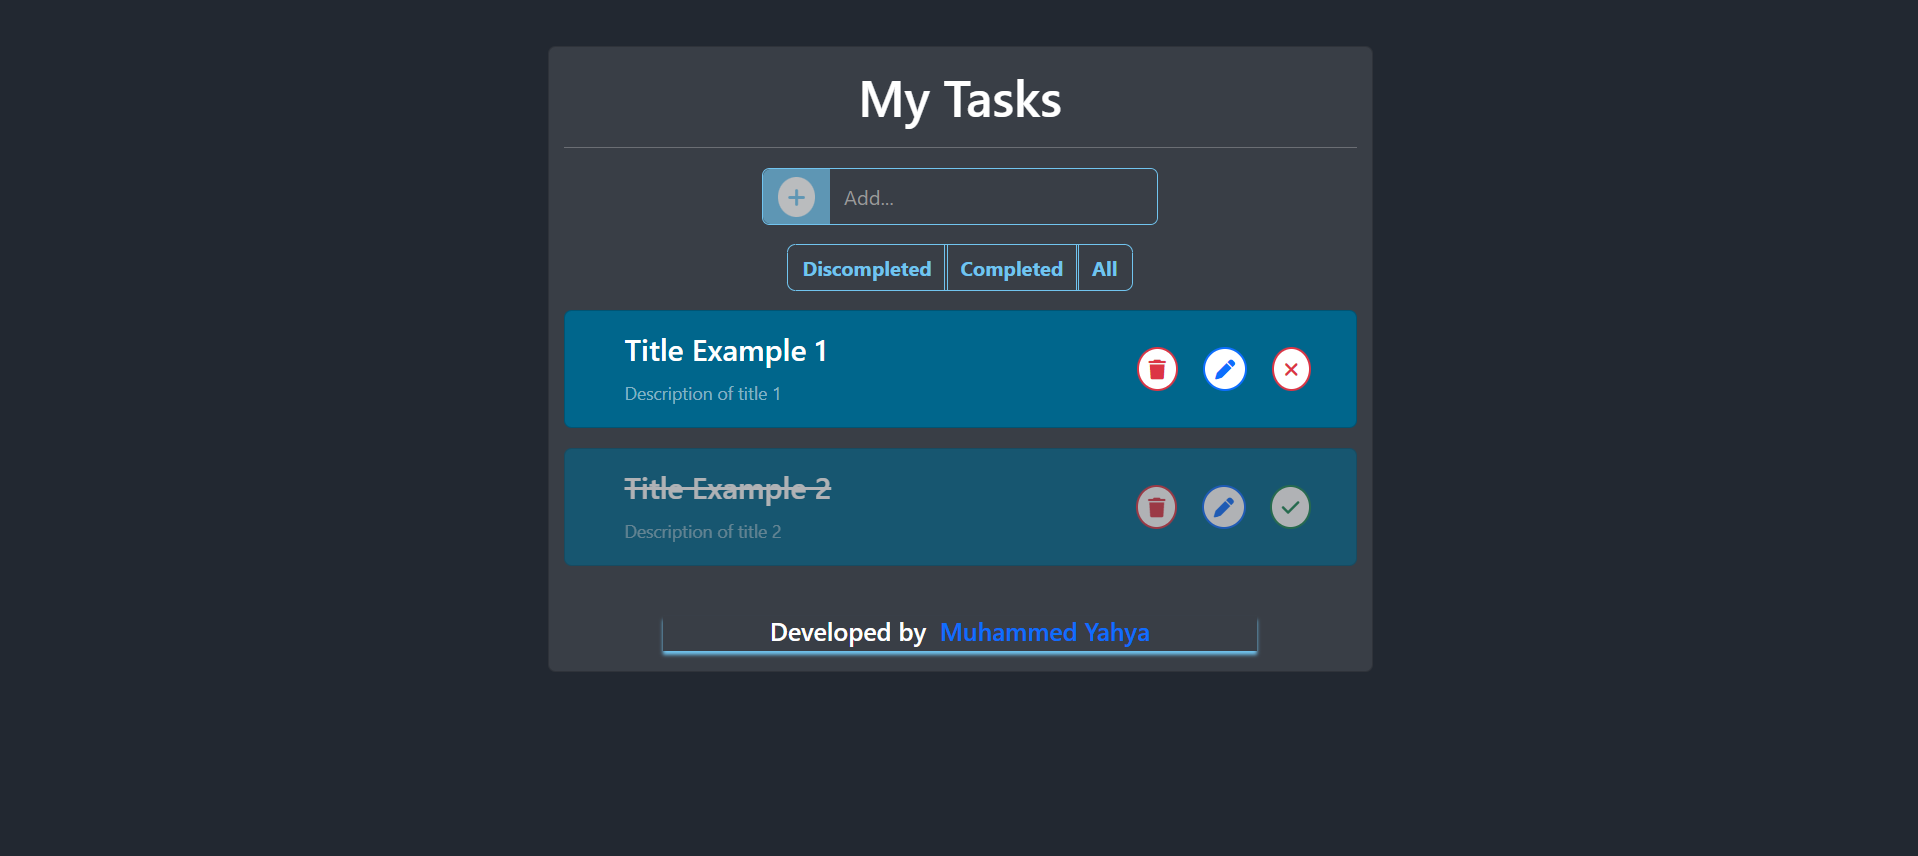 My Tasks
Add...
Discompleted Completed All
Title Example 1
Description of title 1
Title Example 2
Description of title 2
Developed by Muhammed Yahya